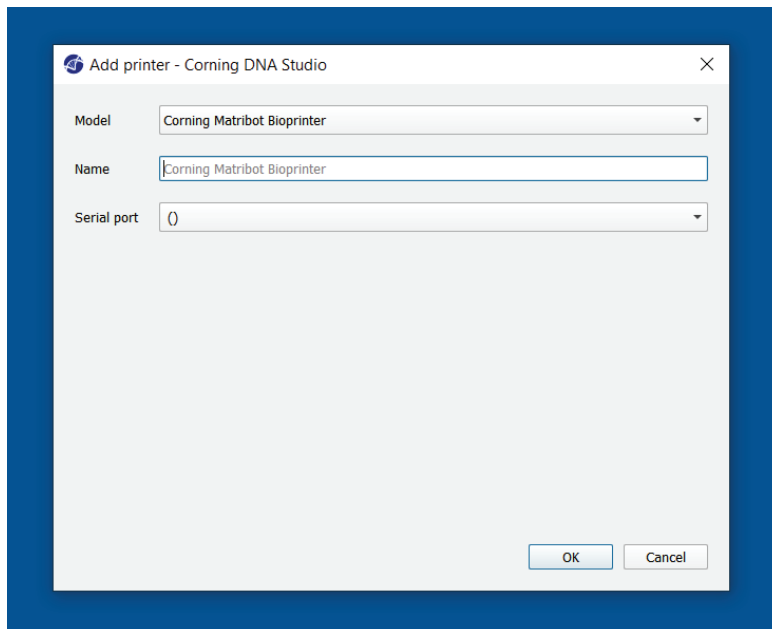 Add printer - Corning DNA Studio
Model Corning Matribot Bioprinter
Name Corning Matribot Bioprinter
Serial port ()
OK Cancel